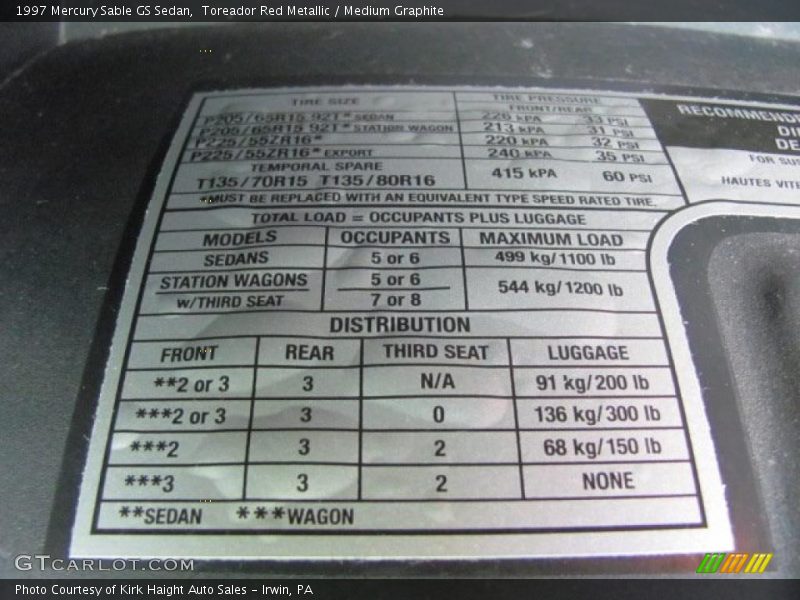 1997 Mercury Sable GS Sedan, Toreador Red Metallic / Medium Graphite
TIRE SIZE TIRE PRESSURE
FRONT/REAR
P205/65R15 92T* SEDAN 226 kPA 33 PSI
P205/65R15 92T* STATION WAGON 213 kPA 31 PSI
P225/55ZR16* 220 kPA 32 PSI
P225/55ZR16* EXPORT 240 kPA 35 PSI
TEMPORAL SPARE
T135/70R15 T135/80R16 415 kPA 60 PSI
*MUST BE REPLACED WITH AN EQUIVALENT TYPE SPEED RATED TIRE.
TOTAL LOAD = OCCUPANTS PLUS LUGGAGE
MODELS OCCUPANTS MAXIMUM LOAD
SEDANS 5 or 6 499 kg/1100 lb
STATION WAGONS 5 or 6 544 kg/1200 lb
w/THIRD SEAT 7 or 8
DISTRIBUTION
FRONT REAR THIRD SEAT LUGGAGE
**2 or 3 3 N/A 91 kg/200 lb
***2 or 3 3 0 136 kg/300 lb
***2 3 2 68 kg/150 lb
***3 3 2 NONE
**SEDAN ***WAGON
RECOMMENDE
DI
DE
FOR SUS
HAUTES VITE
GTCarLot.com
Photo Courtesy of Kirk Haight Auto Sales - Irwin, PA